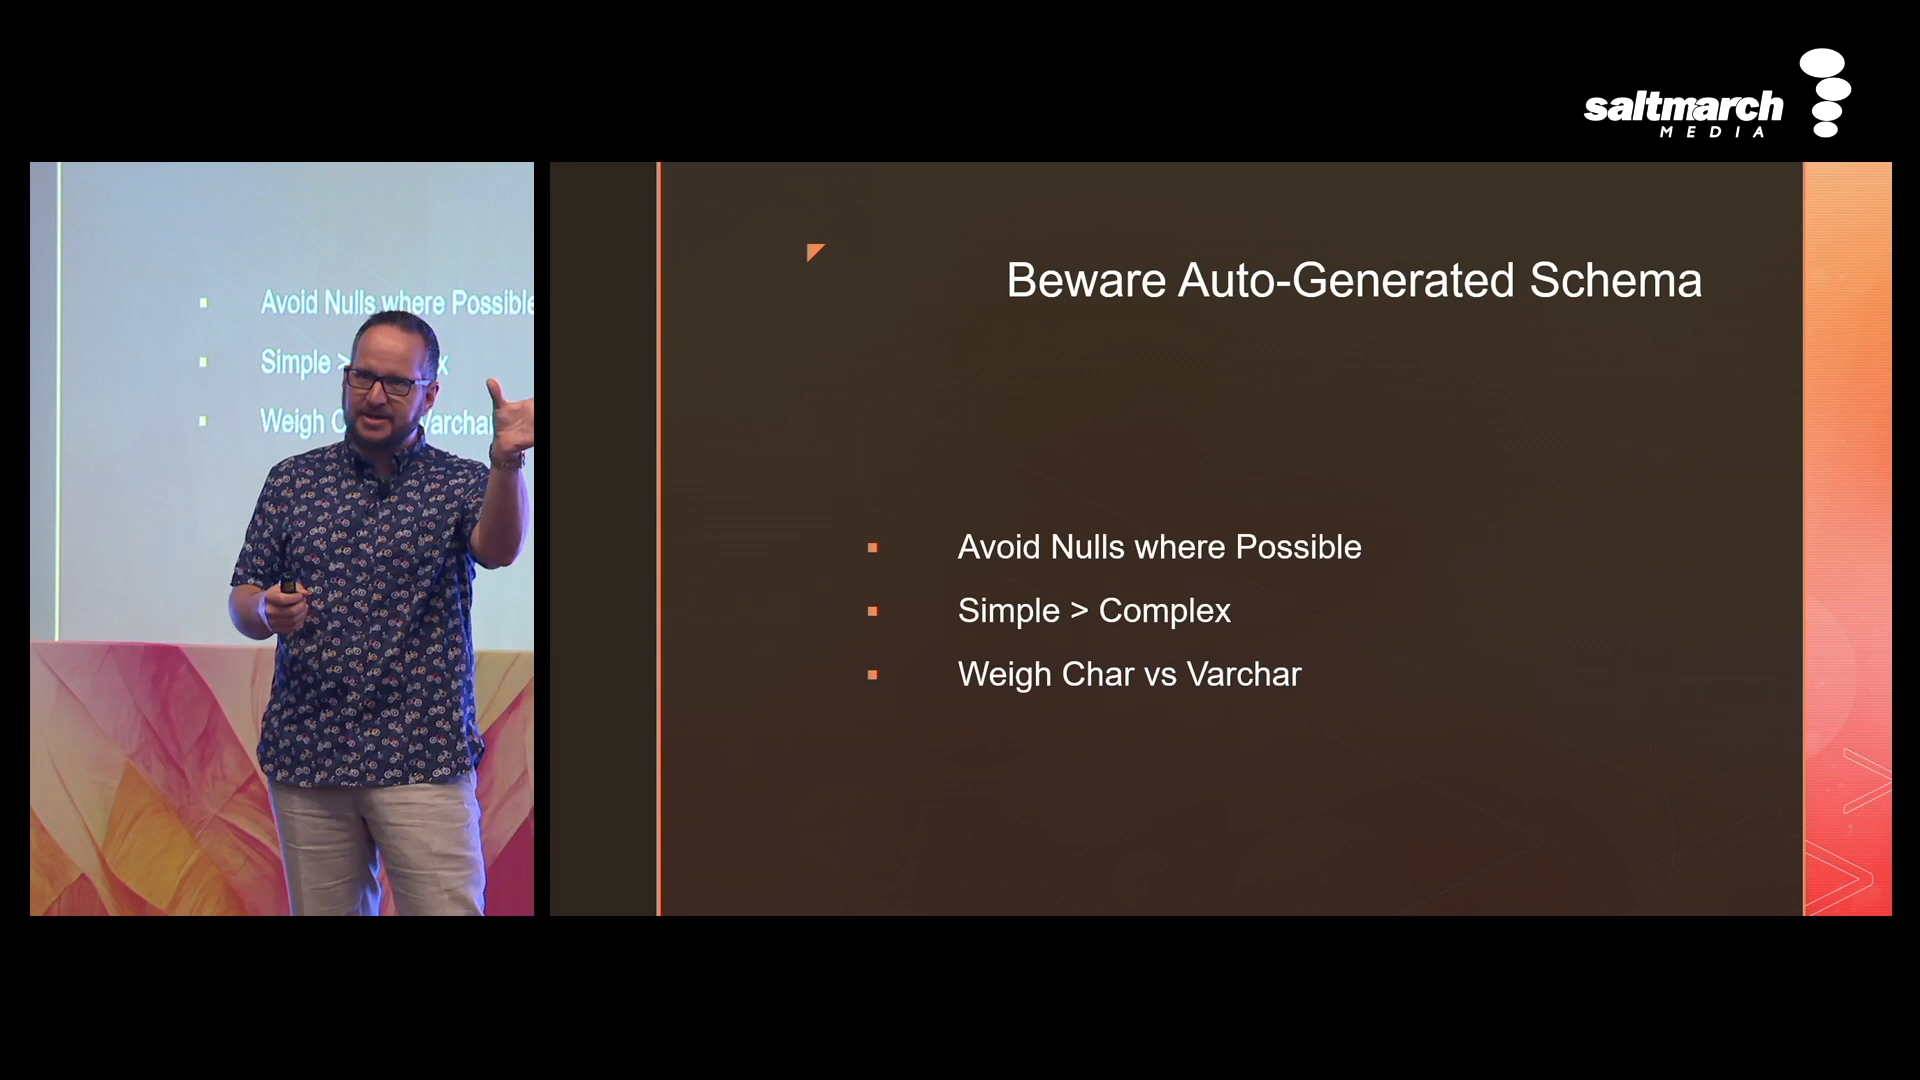 saltmarch
MEDIA
Avoid Nulls where Possible
Simple >
Weigh
Varchar
Beware Auto-Generated Schema
Avoid Nulls where Possible
Simple > Complex
Weigh Char vs Varchar